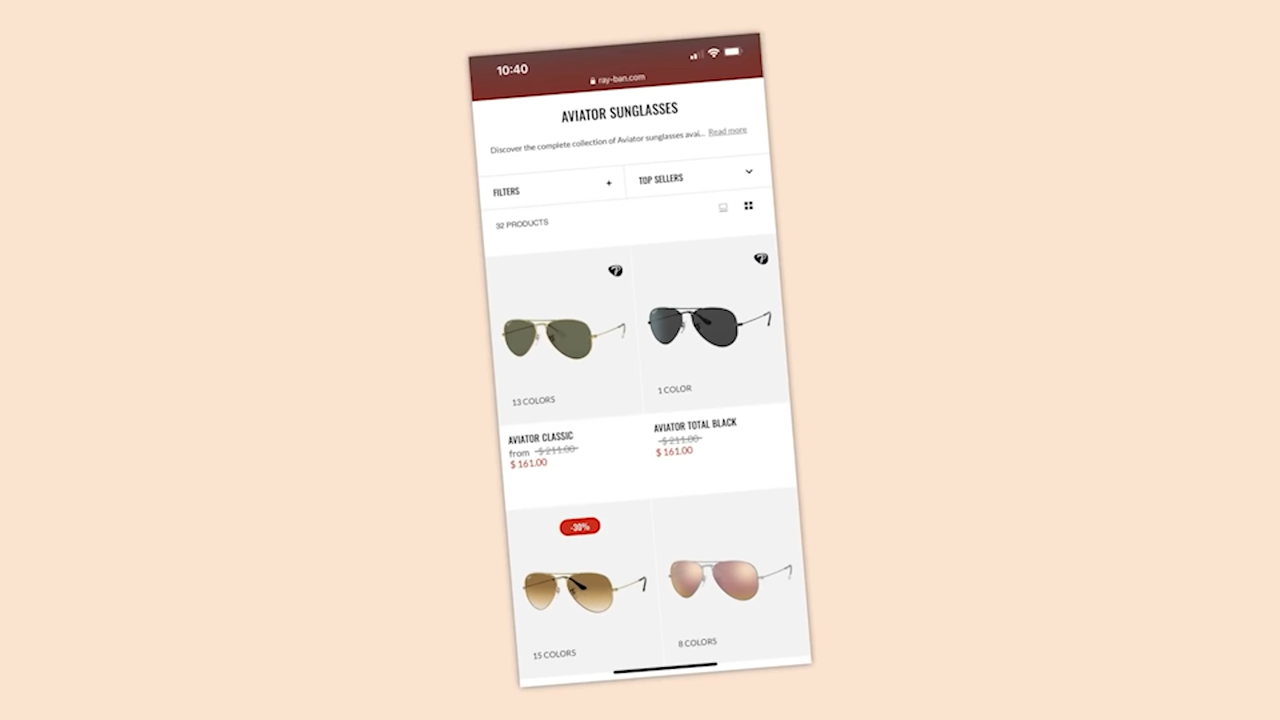 10:40
ray-ban.com
AVIATOR SUNGLASSES
Discover the complete collection of Aviator sunglasses avai... Read more
FILTERS +
TOP SELLERS
32 PRODUCTS
13 COLORS
1 COLOR
AVIATOR CLASSIC
from $ 211.00
$ 161.00
AVIATOR TOTAL BLACK
$ 211.00
$ 161.00
-30%
15 COLORS
8 COLORS